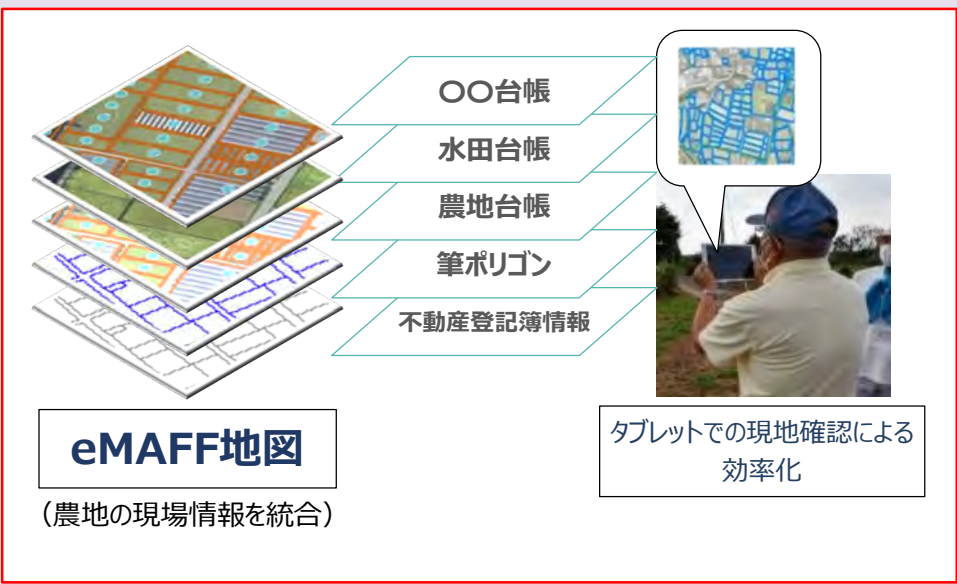 〇〇台帳
水田台帳
農地台帳
筆ポリゴン
不動産登記簿情報
eMAFF地図
（農地の現場情報を統合）
タブレットでの現地確認による
効率化